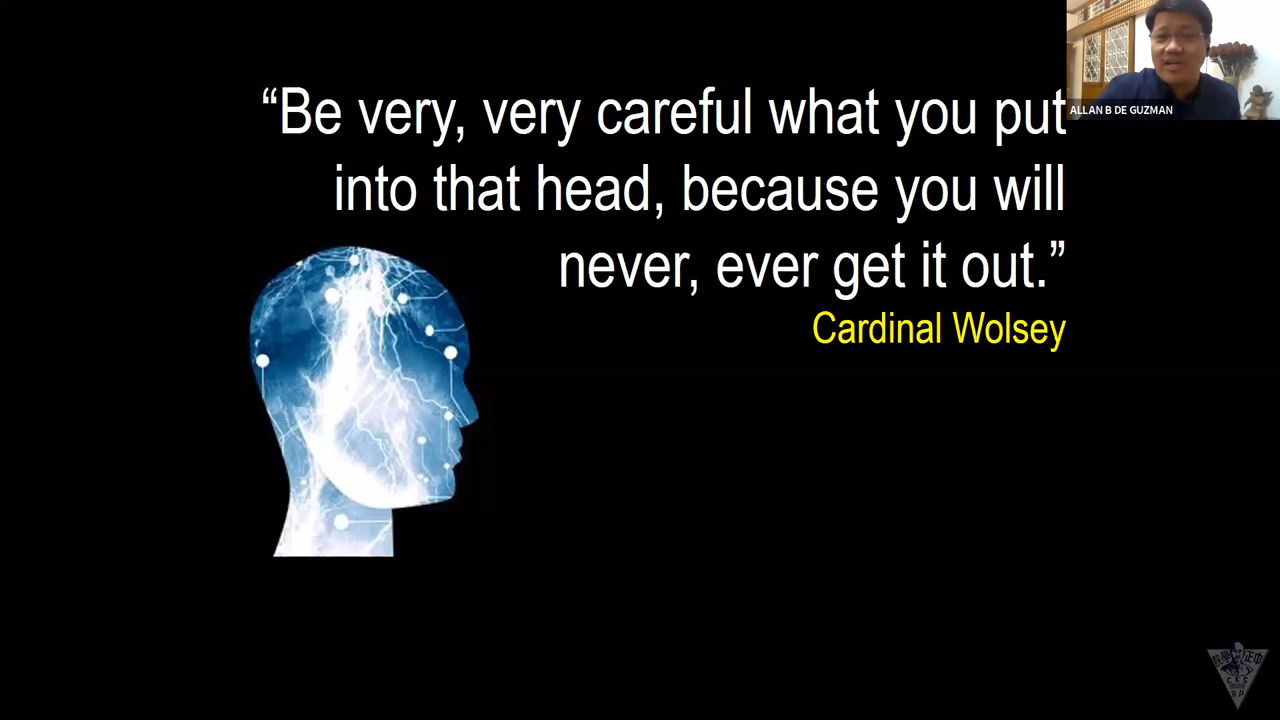 “Be very, very careful what you put
into that head, because you will
never, ever get it out.”
Cardinal Wolsey
ALLAN B DE GUZMAN
C K S